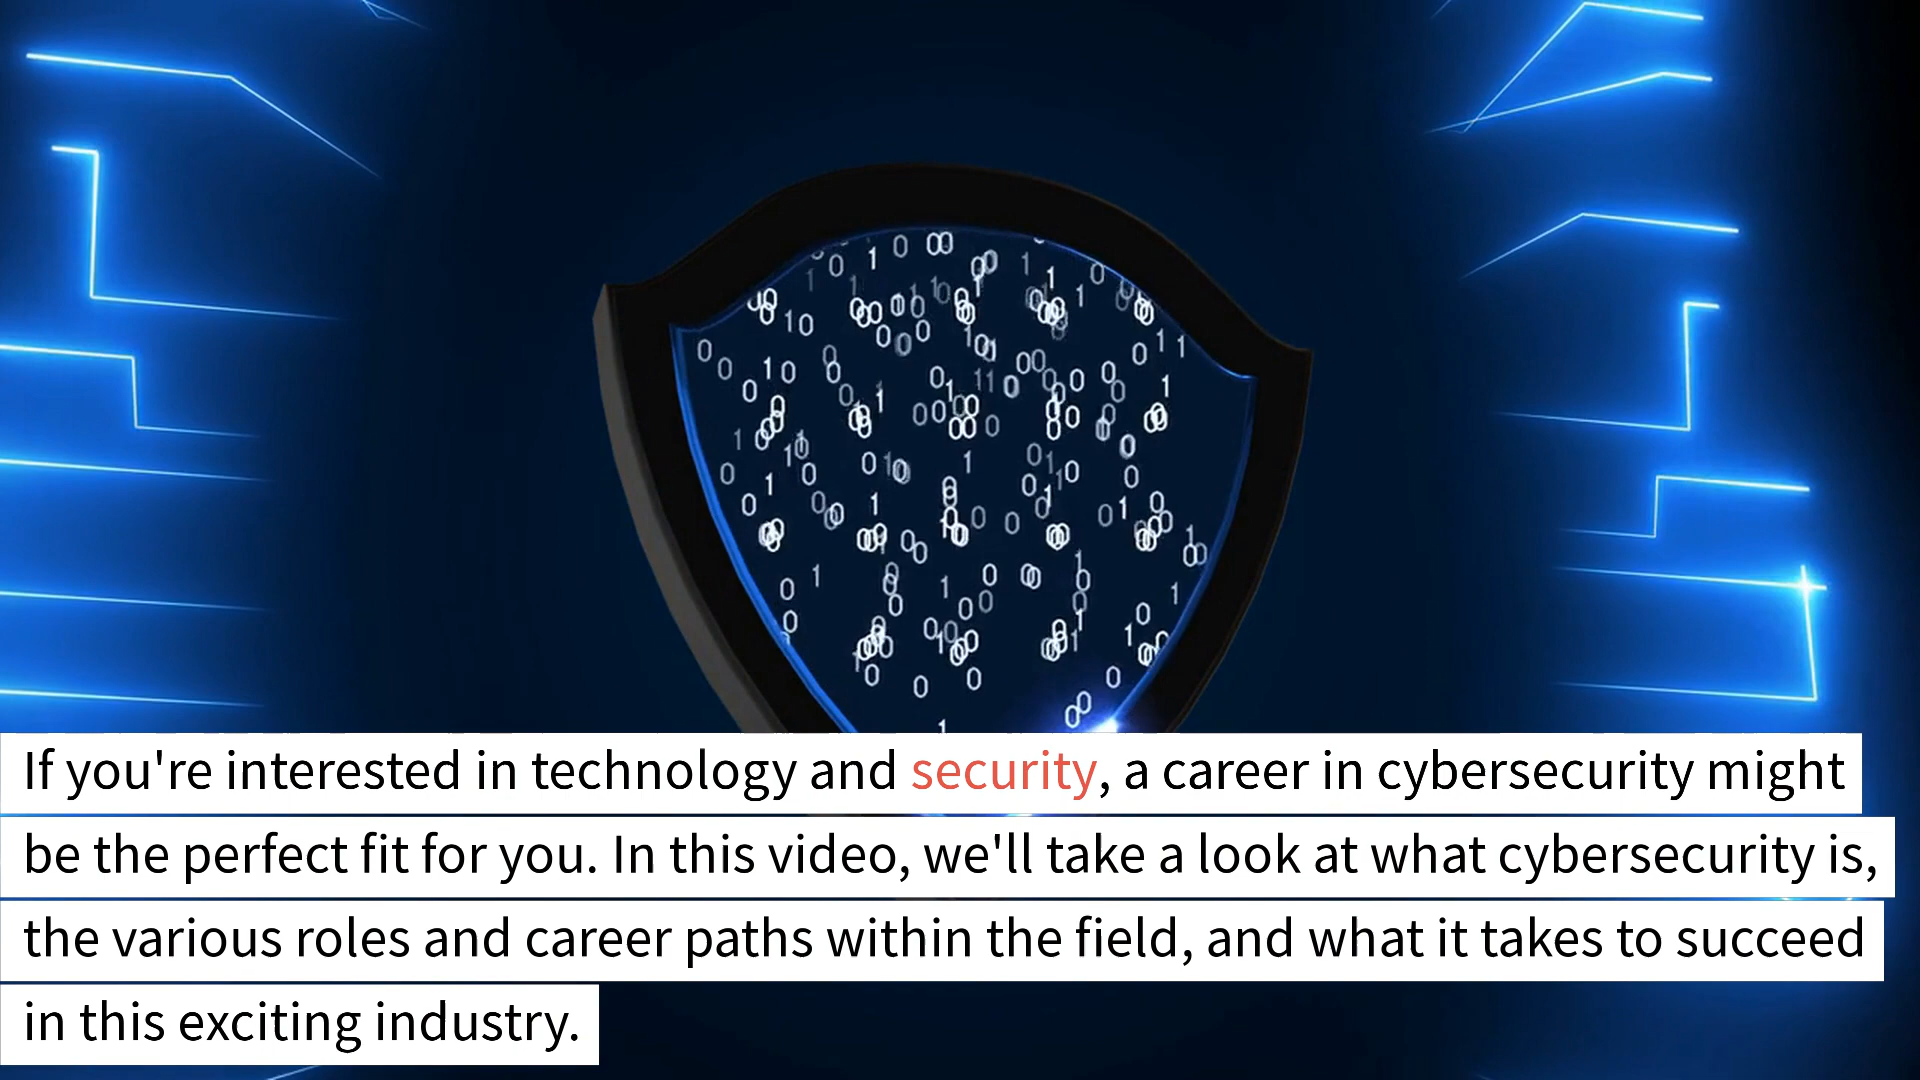 If you're interested in technology and security, a career in cybersecurity might
be the perfect fit for you. In this video, we'll take a look at what cybersecurity is,
the various roles and career paths within the field, and what it takes to succeed
in this exciting industry.